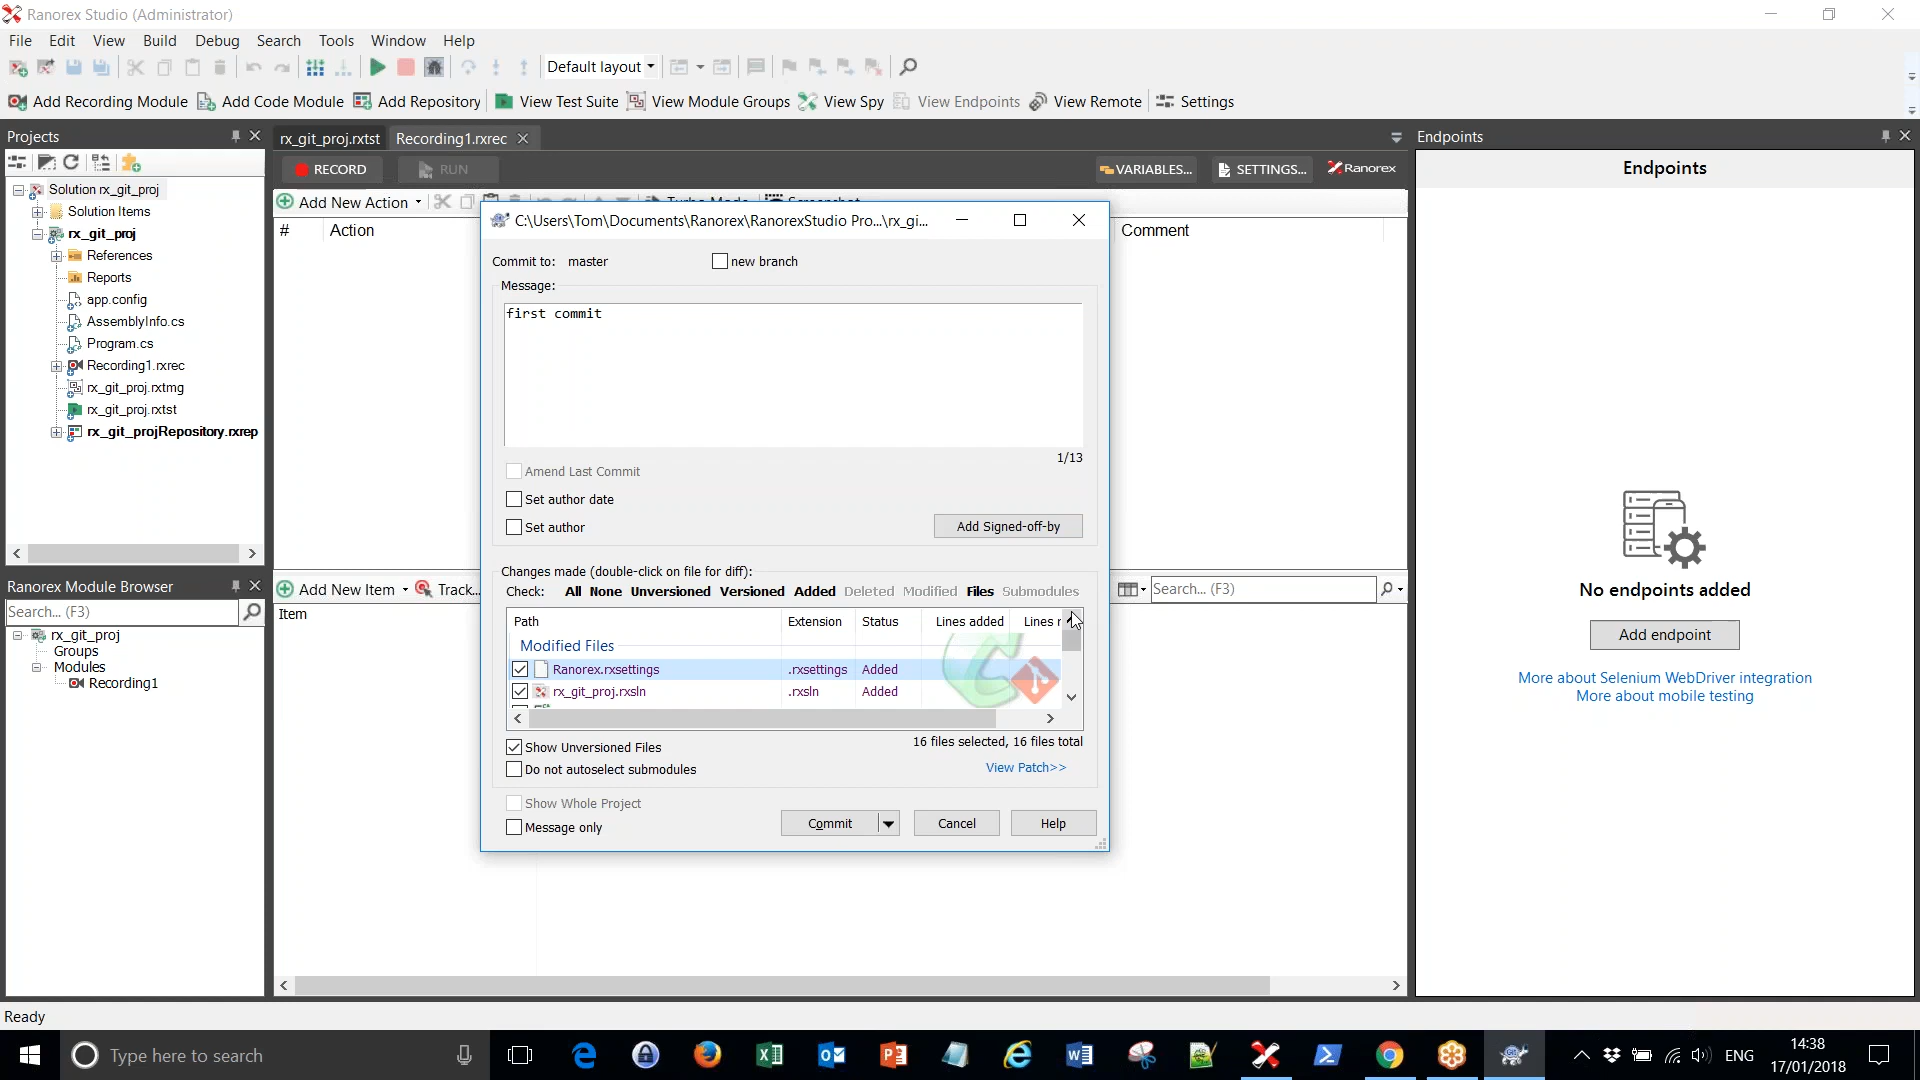 Ranorex Studio (Administrator)
File Edit View Build Debug Search Tools Window Help
Default layout
Add Recording Module Add Code Module Add Repository View Test Suite View Module Groups View Spy View Endpoints View Remote Settings
Projects
Solution rx_git_proj
Solution Items
rx_git_proj
References
Reports
app.config
AssemblyInfo.cs
Program.cs
Recording1.rxrec
rx_git_proj.rxtmg
rx_git_proj.rxtst
rx_git_projRepository.rxrep
Ranorex Module Browser
Search... (F3)
rx_git_proj
Groups
Modules
Recording1
rx_git_proj.rxtst Recording1.rxrec
RECORD RUN VARIABLES... SETTINGS... Ranorex
Add New Action Turbo Mode Screenshot
# Action Comment
Add New Item Track... Search... (F3)
Item
C:\Users\Tom\Documents\Ranorex\RanorexStudio Pro...\rx_gi...
Commit to: master new branch
Message:
first commit
1/13
Amend Last Commit
Set author date
Set author Add Signed-off-by
Changes made (double-click on file for diff):
Check: All None Unversioned Versioned Added Deleted Modified Files Submodules
Path Extension Status Lines added Lines r
Modified Files
Ranorex.rxsettings .rxsettings Added
rx_git_proj.rxsln .rxsln Added
Show Unversioned Files 16 files selected, 16 files total
Do not autoselect submodules View Patch>>
Show Whole Project
Message only
Commit Cancel Help
Endpoints
Endpoints
No endpoints added
Add endpoint
More about Selenium WebDriver integration
More about mobile testing
Ready
Type here to search
ENG
14:38
17/01/2018